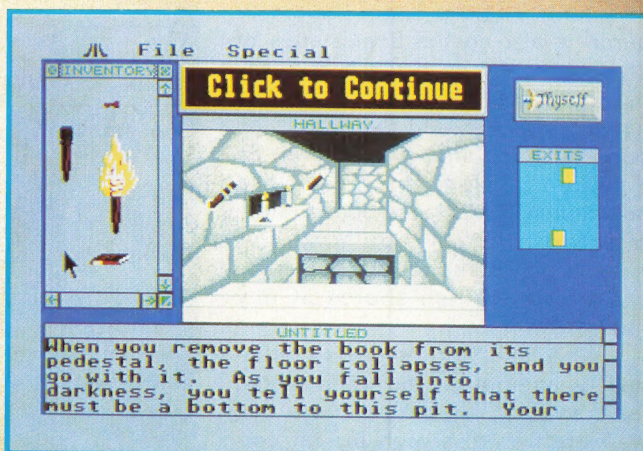 File Special
INVENTORY
Click to Continue
Thyself
HALLWAY
EXITS
UNTITLED
When you remove the book from its
pedestal, the floor collapses, and you
go with it. As you fall into
darkness, you tell yourself that there
must be a bottom to this pit. Your